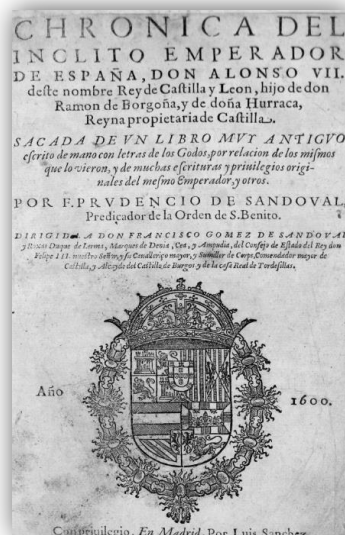 CHRONICA DEL
INCLITO EMPERADOR
DE ESPAÑA, DON ALONSO VII.
deste nombre Rey de Castilla y Leon, hijo de don
Ramon de Borgoña, y de doña Hurraca,
Reyna propietaria de Castilla.
SACADA DE VN LIBRO MVY ANTIGVO
escrito de mano con letras de los Godos, por relacion de los mismos
que lo vieron, y de muchas escrituras y priuilegios origi-
nales del mesmo Emperador, y otros.
POR F. PRVDENCIO DE SANDOVAL,
Predicador de la Orden de S. Benito.
DIRIGIDA A DON FRANCISCO GOMEZ DE SANDOVAL
y Roxas Duque de Lerma, Marques de Denia, Cea, y Ampudia, del Consejo de Estado del Rey don
Felipe III. nuestro Señor, y su Cauallerizo mayor, y Sumiller de Corps, Comendador mayor de
Castilla, y Alcayde del Castillo de Burgos y de la casa Real de Tordesillas.
Año 1600.
Con priuilegio, En Madrid, Por Luis Sanchez